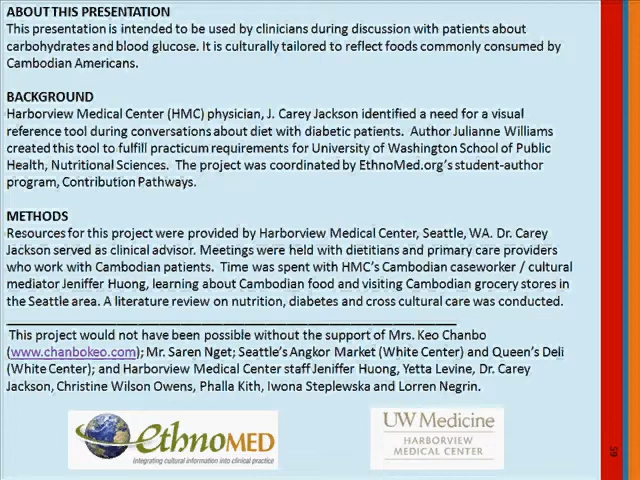 ABOUT THIS PRESENTATION
This presentation is intended to be used by clinicians during discussion with patients about
carbohydrates and blood glucose. It is culturally tailored to reflect foods commonly consumed by
Cambodian Americans.
BACKGROUND
Harborview Medical Center (HMC) physician, J. Carey Jackson identified a need for a visual
reference tool during conversations about diet with diabetic patients.  Author Julianne Williams
created this tool to fulfill practicum requirements for University of Washington School of Public
Health, Nutritional Sciences.  The project was coordinated by EthnoMed.org's student-author
program, Contribution Pathways.
METHODS
Resources for this project were provided by Harborview Medical Center, Seattle, WA. Dr. Carey
Jackson served as clinical advisor. Meetings were held with dietitians and primary care providers
who work with Cambodian patients.  Time was spent with HMC's Cambodian caseworker / cultural
mediator Jeniffer Huong, learning about Cambodian food and visiting Cambodian grocery stores in
the Seattle area. A literature review on nutrition, diabetes and cross cultural care was conducted.
This project would not have been possible without the support of Mrs. Keo Chanbo
(www.chanbokeo.com); Mr. Saren Nget; Seattle's Angkor Market (White Center) and Queen's Deli
(White Center); and Harborview Medical Center staff Jeniffer Huong, Yetta Levine, Dr. Carey
Jackson, Christine Wilson Owens, Phalla Kith, Iwona Steplewska and Lorren Negrin.
ethnoMED
Integrating cultural information into clinical practice
UW Medicine
HARBORVIEW
MEDICAL CENTER
59